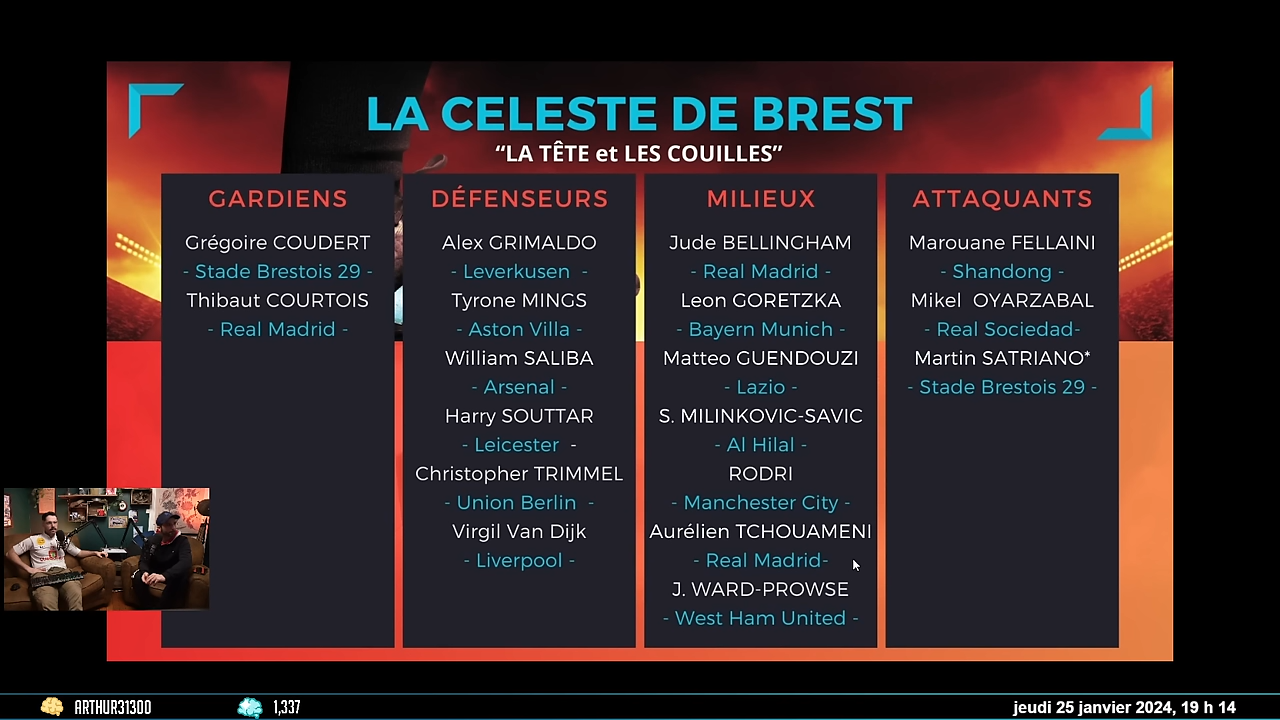 LA CELESTE DE BREST
“LA TÊTE et LES COUILLES”
GARDIENS
Grégoire COUDERT
- Stade Brestois 29 -
Thibaut COURTOIS
- Real Madrid -
DÉFENSEURS
Alex GRIMALDO
- Leverkusen -
Tyrone MINGS
- Aston Villa -
William SALIBA
- Arsenal -
Harry SOUTTAR
- Leicester -
Christopher TRIMMEL
- Union Berlin -
Virgil Van Dijk
- Liverpool -
MILIEUX
Jude BELLINGHAM
- Real Madrid -
Leon GORETZKA
- Bayern Munich -
Matteo GUENDOUZI
- Lazio -
S. MILINKOVIC-SAVIC
- Al Hilal -
RODRI
- Manchester City -
Aurélien TCHOUAMENI
- Real Madrid-
J. WARD-PROWSE
- West Ham United -
ATTAQUANTS
Marouane FELLAINI
- Shandong -
Mikel OYARZABAL
- Real Sociedad-
Martin SATRIANO*
- Stade Brestois 29 -
ARTHUR31300
1,337
jeudi 25 janvier 2024, 19 h 14